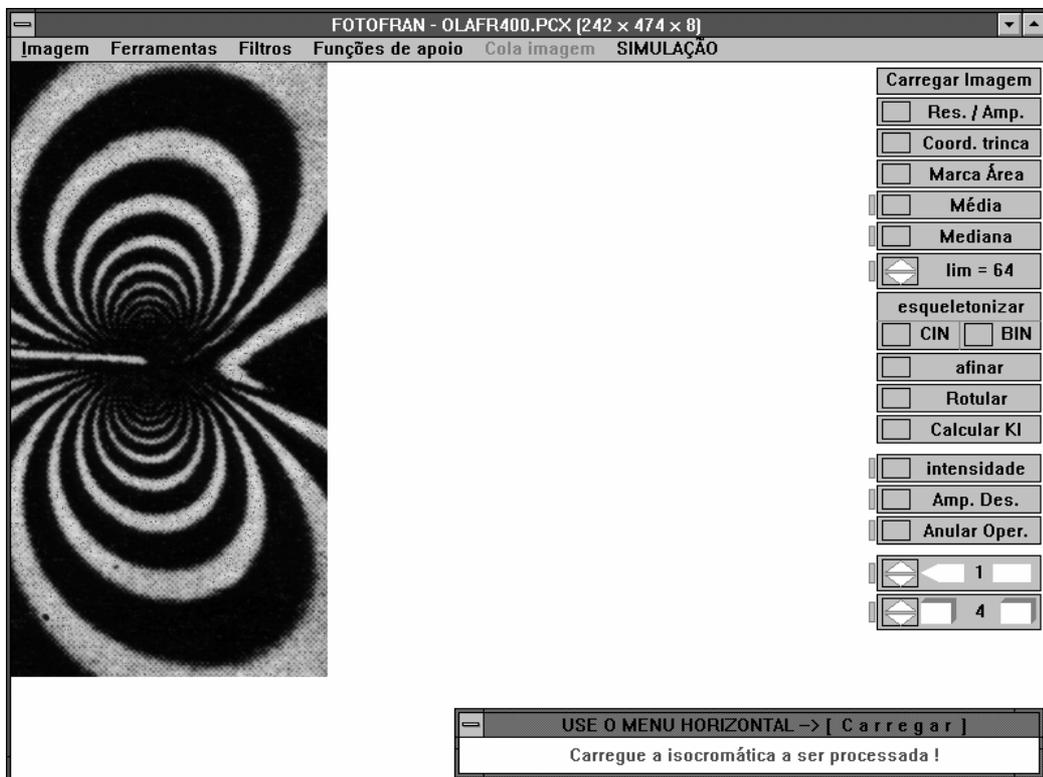 FOTOFRAN - OLAFR400.PCX (242 × 474 × 8)
Imagem Ferramentas Filtros Funções de apoio Cola imagem SIMULAÇÃO
Carregar Imagem
Res. / Amp.
Coord. trinca
Marca Área
Média
Mediana
lim = 64
esqueletonizar
CIN BIN
afinar
Rotular
Calcular KI
intensidade
Amp. Des.
Anular Oper.
1
4
USE O MENU HORIZONTAL -> [ C a r r e g a r ]
Carregue a isocromática a ser processada !